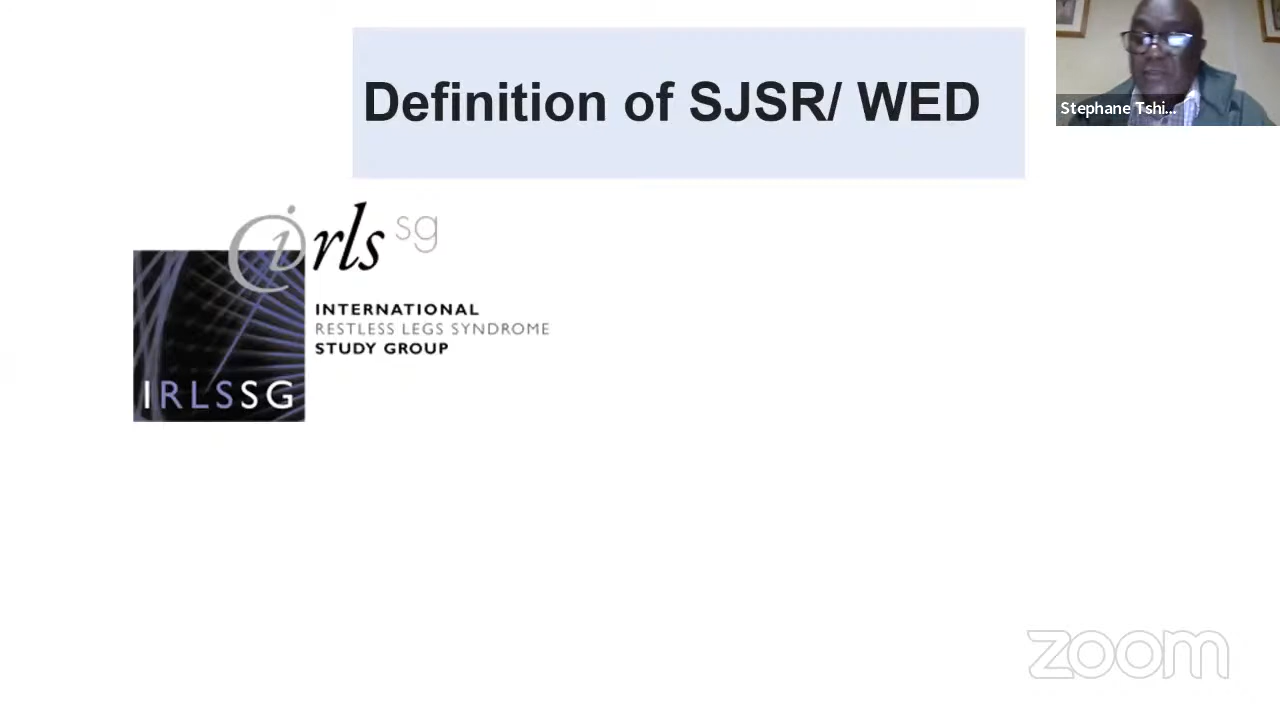 Definition of SJSR/ WED
Stephane Tshi...
irls sg
INTERNATIONAL
RESTLESS LEGS SYNDROME
STUDY GROUP
IRLSSG
zoom